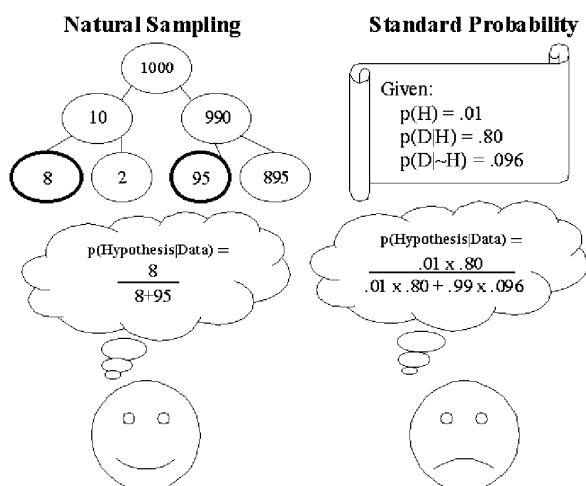 Natural Sampling
1000
10 990
8 2 95 895
p(Hypothesis|Data) =
8
8+95
Standard Probability
Given:
p(H) = .01
p(D|H) = .80
p(D|~H) = .096
p(Hypothesis|Data) =
.01 x .80
.01 x .80 + .99 x .096